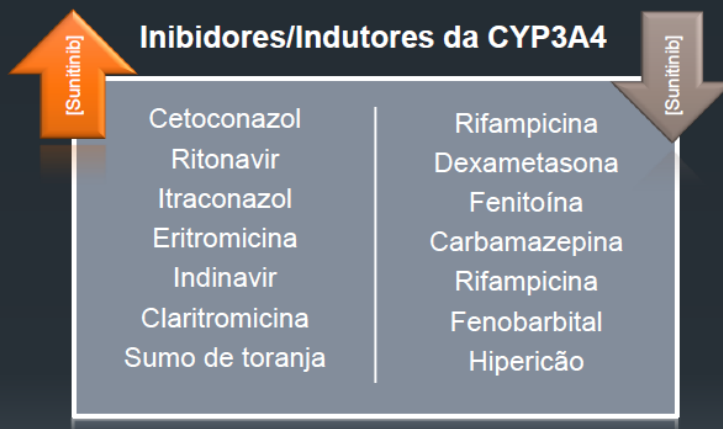 Inibidores/Indutores da CYP3A4
[Sunitinib]
[Sunitinib]
Cetoconazol
Ritonavir
Itraconazol
Eritromicina
Indinavir
Claritromicina
Sumo de toranja
Rifampicina
Dexametasona
Fenitoína
Carbamazepina
Rifampicina
Fenobarbital
Hipericão